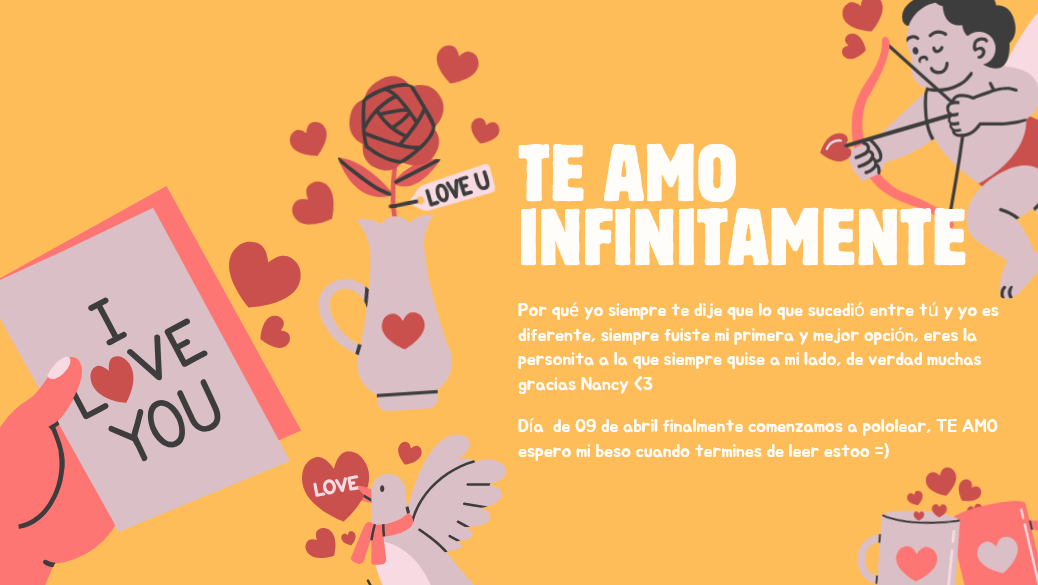 TE AMO
INFINITAMENTE
Por qué yo siempre te dije que lo que sucedió entre tú y yo es
diferente, siempre fuiste mi primera y mejor opción, eres la
personita a la que siempre quise a mi lado, de verdad muchas
gracias Nancy <3
Día  de 09 de abril finalmente comenzamos a pololear, TE AMO
espero mi beso cuando termines de leer estoo =)
LOVE U
I
LOVE
YOU
LOVE